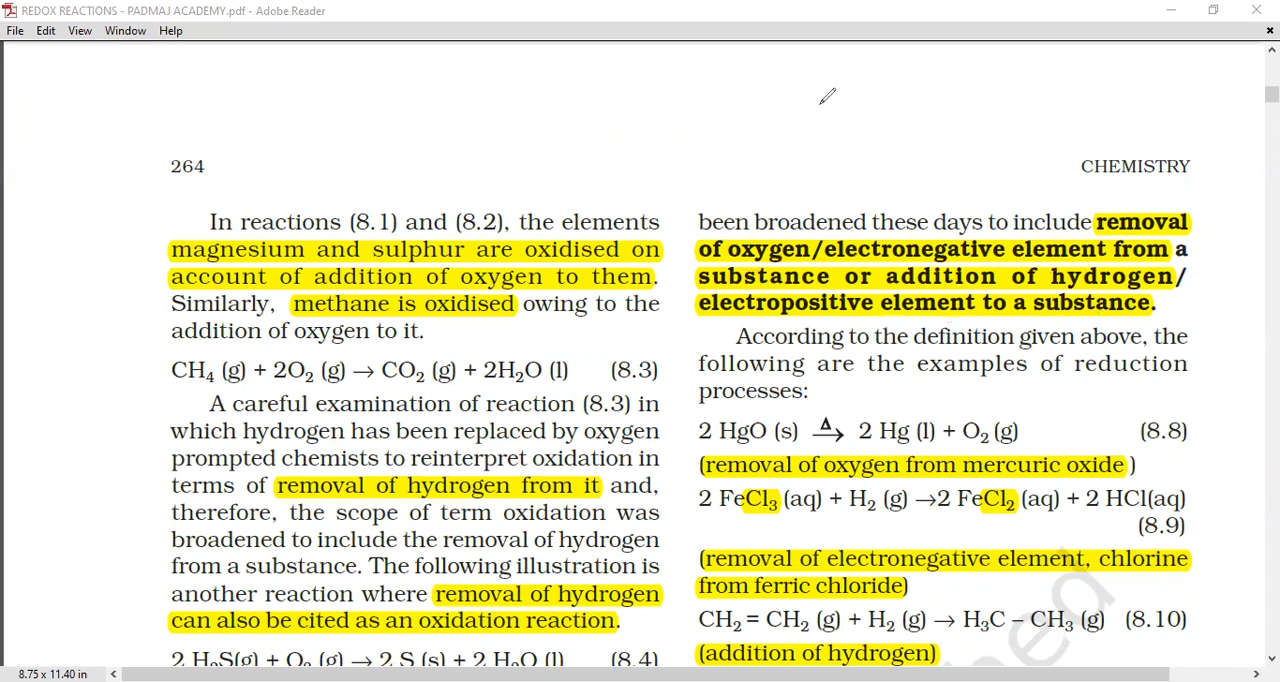 REDOX REACTIONS - PADMAJ ACADEMY.pdf - Adobe Reader
File Edit View Window Help
264
CHEMISTRY
In reactions (8.1) and (8.2), the elements
magnesium and sulphur are oxidised on
account of addition of oxygen to them.
Similarly, methane is oxidised owing to the
addition of oxygen to it.
CH₄ (g) + 2O₂ (g) → CO₂ (g) + 2H₂O (l) (8.3)
A careful examination of reaction (8.3) in
which hydrogen has been replaced by oxygen
prompted chemists to reinterpret oxidation in
terms of removal of hydrogen from it and,
therefore, the scope of term oxidation was
broadened to include the removal of hydrogen
from a substance. The following illustration is
another reaction where removal of hydrogen
can also be cited as an oxidation reaction.
2 H₂S(g) + O₂ (g) → 2 S (s) + 2 H₂O (l) (8.4)
been broadened these days to include removal
of oxygen/electronegative element from a
substance or addition of hydrogen/
electropositive element to a substance.
According to the definition given above, the
following are the examples of reduction
processes:
2 HgO (s) Δ→ 2 Hg (l) + O₂ (g) (8.8)
(removal of oxygen from mercuric oxide )
2 FeCl₃ (aq) + H₂ (g) →2 FeCl₂ (aq) + 2 HCl(aq)
(8.9)
(removal of electronegative element, chlorine
from ferric chloride)
CH₂ = CH₂ (g) + H₂ (g) → H₃C – CH₃ (g) (8.10)
(addition of hydrogen)
8.75 x 11.40 in